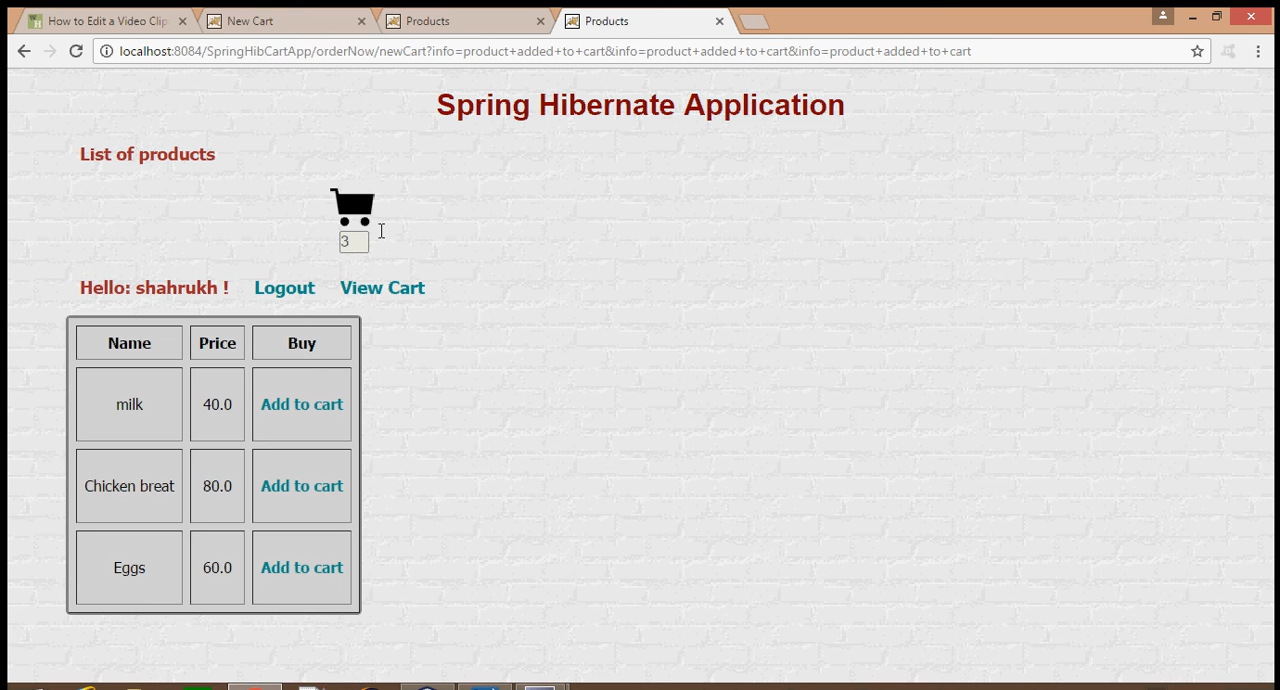 How to Edit a Video Clip
New Cart
Products
Products
localhost:8084/SpringHibCartApp/orderNow/newCart?info=product+added+to+cart&info=product+added+to+cart&info=product+added+to+cart
Spring Hibernate Application
List of products
3
Hello: shahrukh ! Logout View Cart
Name Price Buy
milk 40.0 Add to cart
Chicken breat 80.0 Add to cart
Eggs 60.0 Add to cart